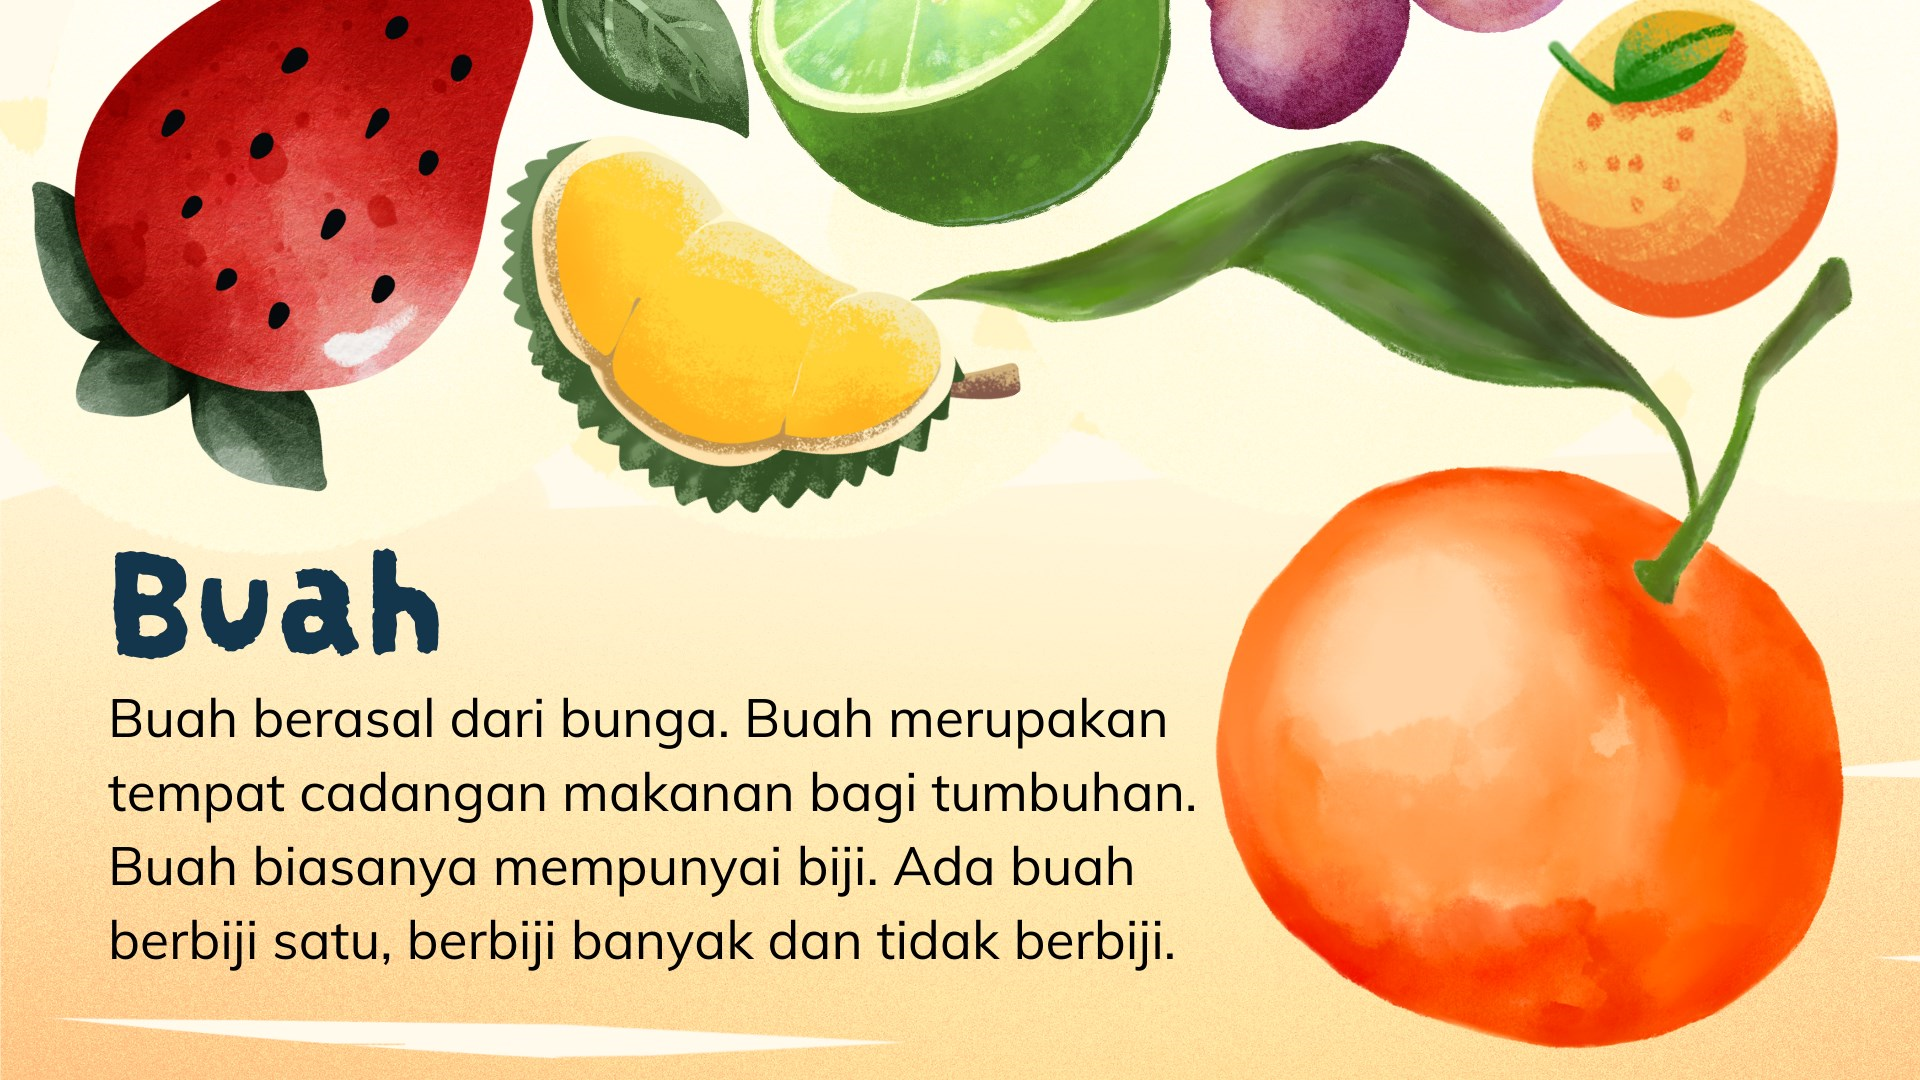 Buah
Buah berasal dari bunga. Buah merupakan
tempat cadangan makanan bagi tumbuhan.
Buah biasanya mempunyai biji. Ada buah
berbiji satu, berbiji banyak dan tidak berbiji.